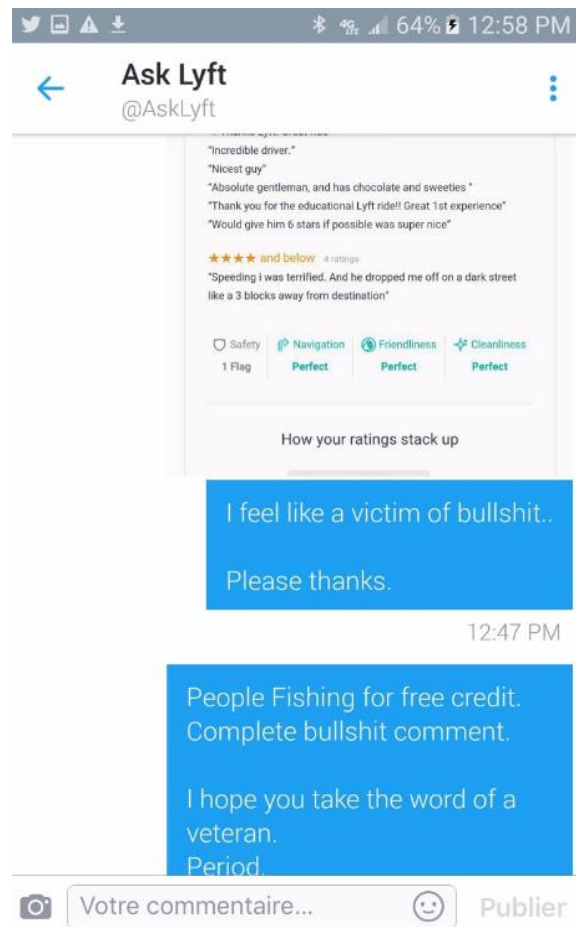 4G 64% 12:58 PM
Ask Lyft
@AskLyft
"Incredible driver."
"Nicest guy"
"Absolute gentleman, and has chocolate and sweeties "
"Thank you for the educational Lyft ride!! Great 1st experience"
"Would give him 6 stars if possible was super nice"
★★★★ and below 4 ratings
"Speeding i was terrified. And he dropped me off on a dark street
like a 3 blocks away from destination"
Safety Navigation Friendliness Cleanliness
1 Flag Perfect Perfect Perfect
How your ratings stack up
I feel like a victim of bullshit..
Please thanks.
12:47 PM
People Fishing for free credit.
Complete bullshit comment.
I hope you take the word of a
veteran.
Period.
Votre commentaire... Publier